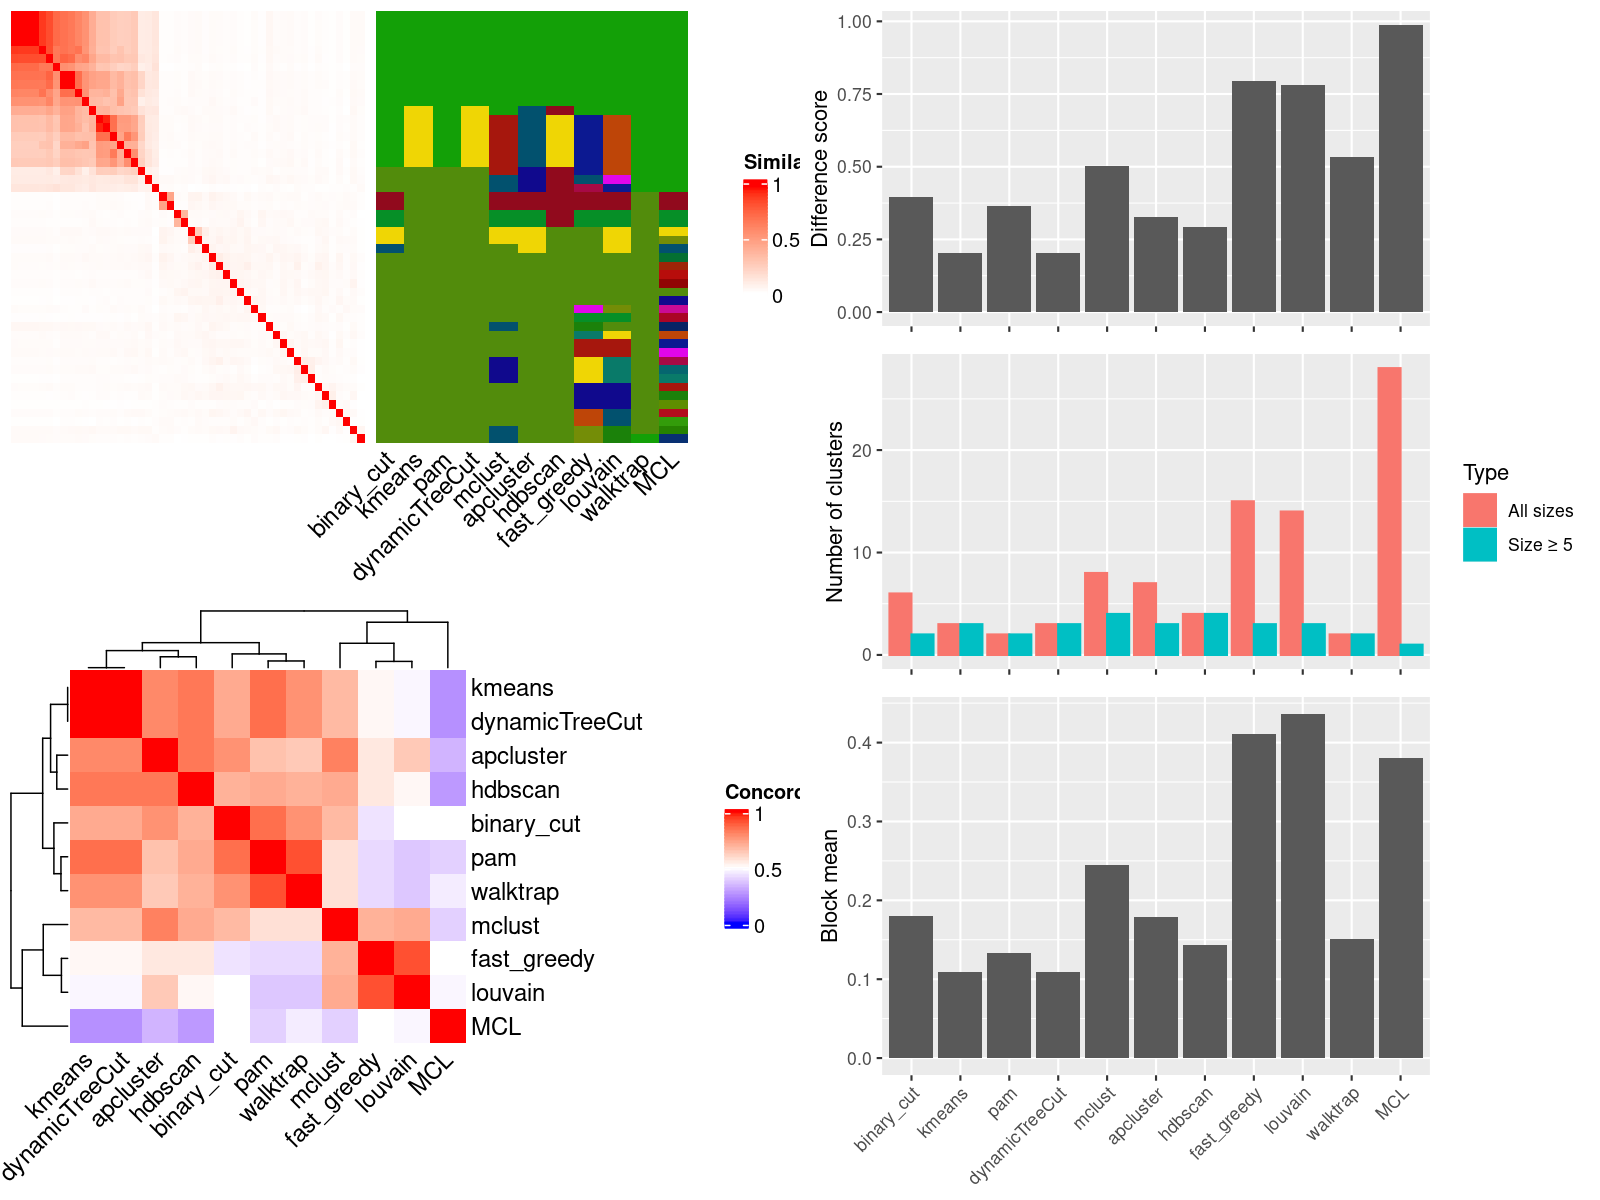 Simila
1
0.5
0
binary_cut
kmeans
pam
dynamicTreeCut
mclust
apcluster
hdbscan
fast_greedy
louvain
walktrap
MCL
kmeans
dynamicTreeCut
apcluster
hdbscan
binary_cut
pam
walktrap
mclust
fast_greedy
louvain
MCL
Concorc
1
0.5
0
kmeans
dynamicTreeCut
apcluster
hdbscan
binary_cut
pam
walktrap
mclust
fast_greedy
louvain
MCL
Difference score
1.00
0.75
0.50
0.25
0.00
Number of clusters
20
10
0
Type
All sizes
Size ≥ 5
Block mean
0.4
0.3
0.2
0.1
0.0
binary_cut
kmeans
pam
dynamicTreeCut
mclust
apcluster
hdbscan
fast_greedy
louvain
walktrap
MCL